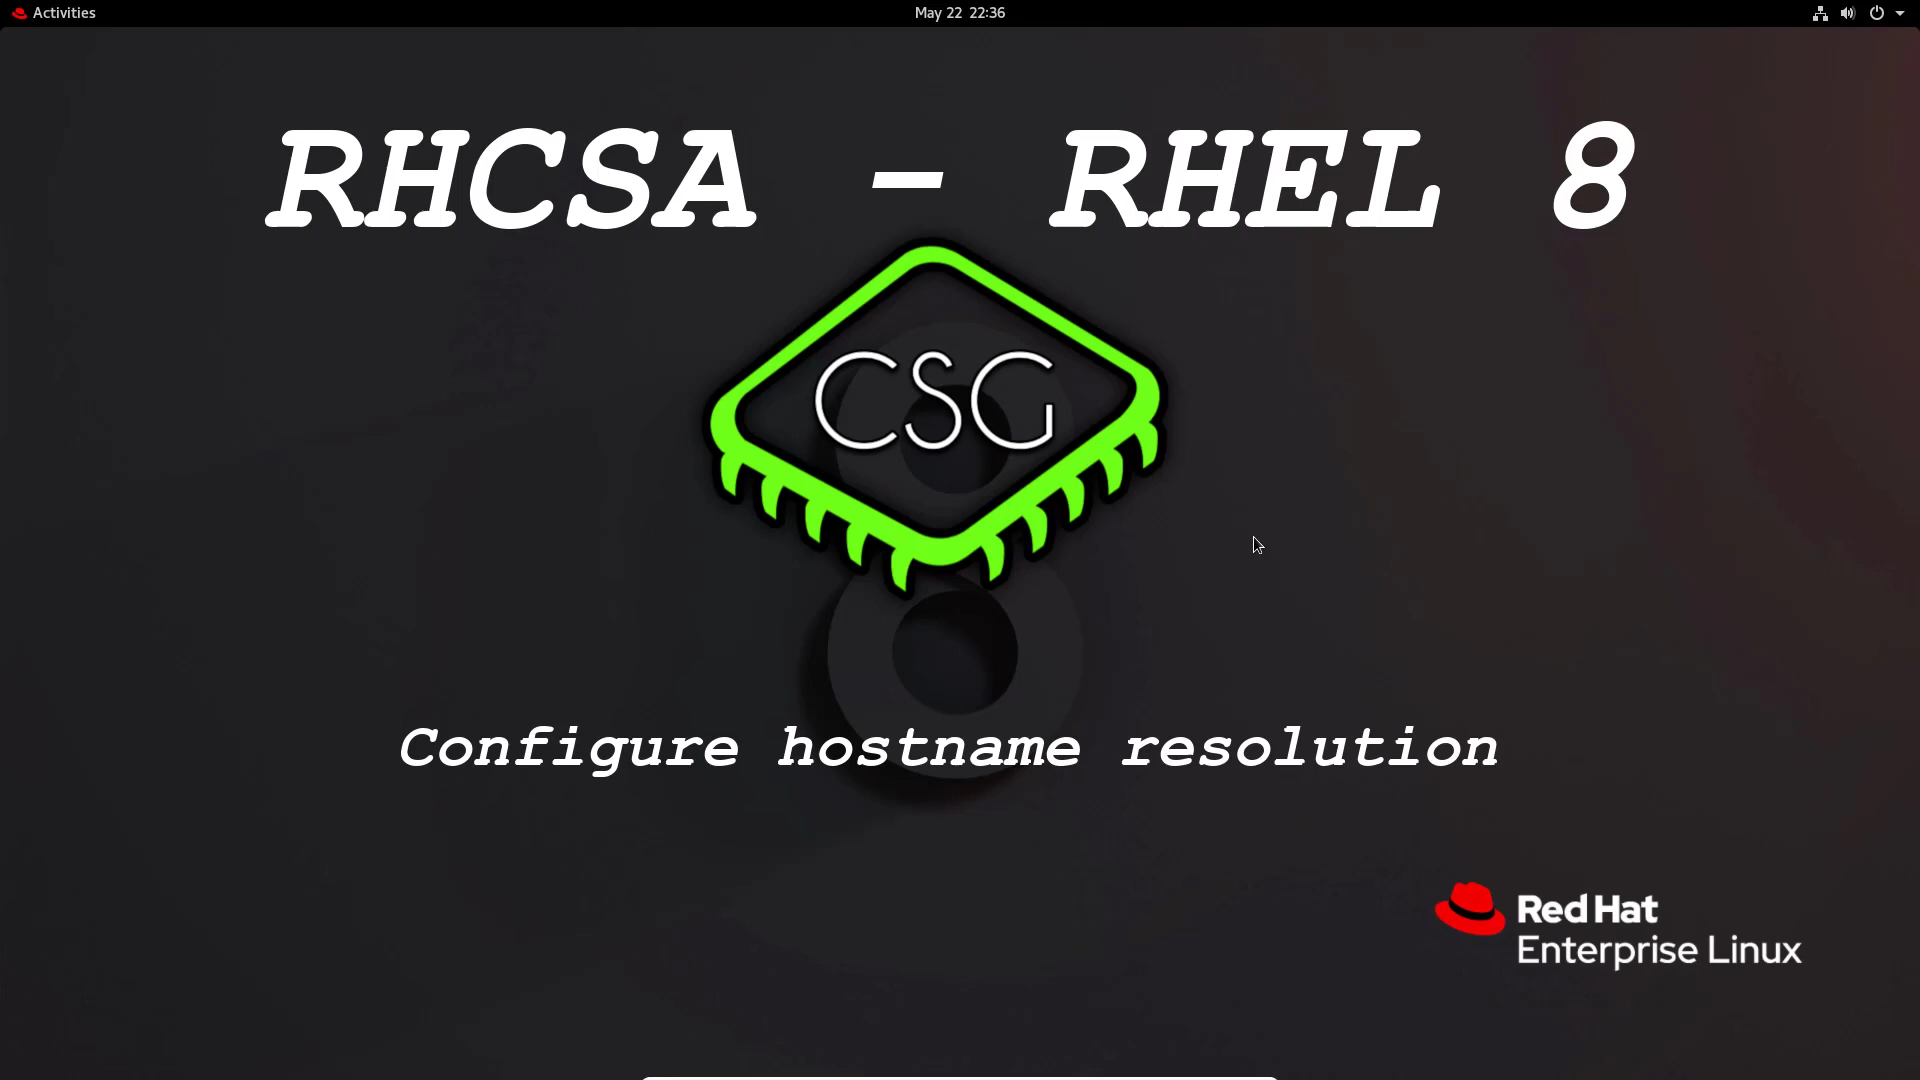 Activities
May 22 22:36
RHCSA - RHEL 8
CSG
Configure hostname resolution
Red Hat
Enterprise Linux